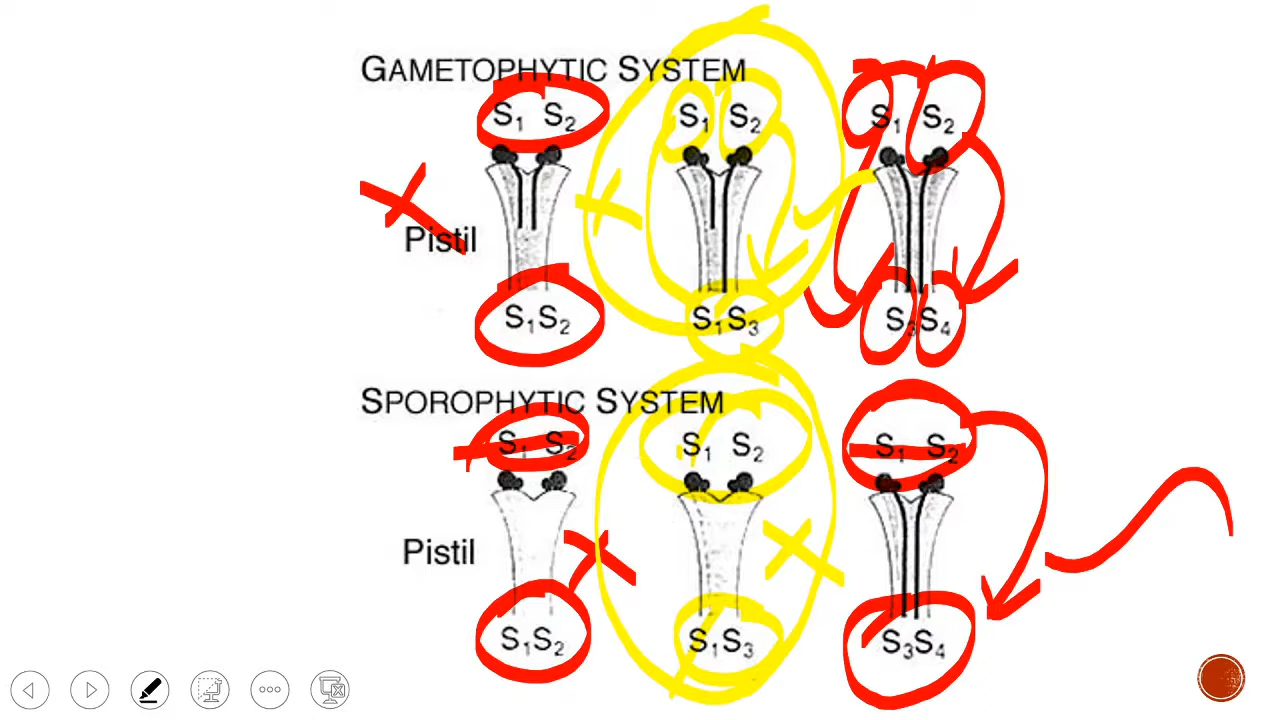 GAMETOPHYTIC SYSTEM
S1 S2 S1 S2 S1 S2
Pistil
S1S2 S1S3 S3S4
SPOROPHYTIC SYSTEM
S1 S2 S1 S2 S1 S2
Pistil
S1S2 S1S3 S3S4